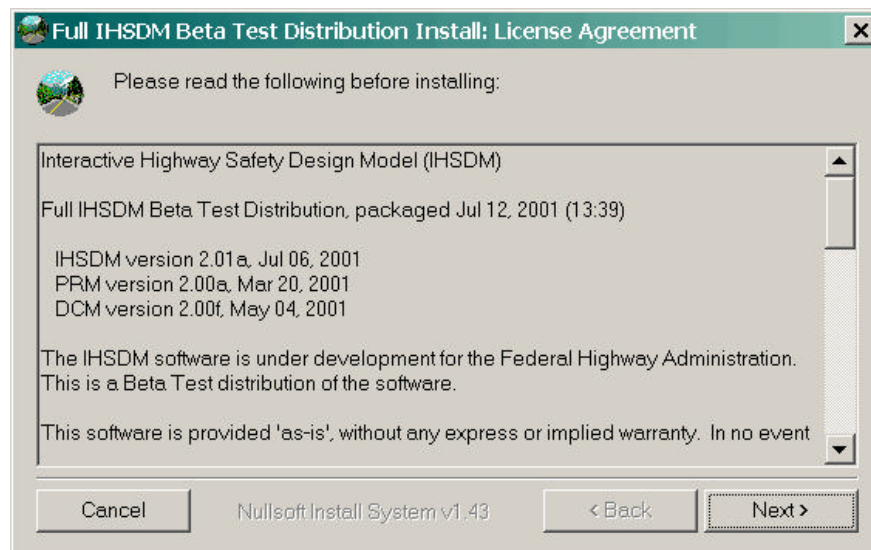 Full IHSDM Beta Test Distribution Install: License Agreement
Please read the following before installing:
Interactive Highway Safety Design Model (IHSDM)
Full IHSDM Beta Test Distribution, packaged Jul 12, 2001 (13:39)
IHSDM version 2.01a, Jul 06, 2001
PRM version 2.00a, Mar 20, 2001
DCM version 2.00f, May 04, 2001
The IHSDM software is under development for the Federal Highway Administration.
This is a Beta Test distribution of the software.
This software is provided 'as-is', without any express or implied warranty. In no event
Cancel Nullsoft Install System v1.43 < Back Next >